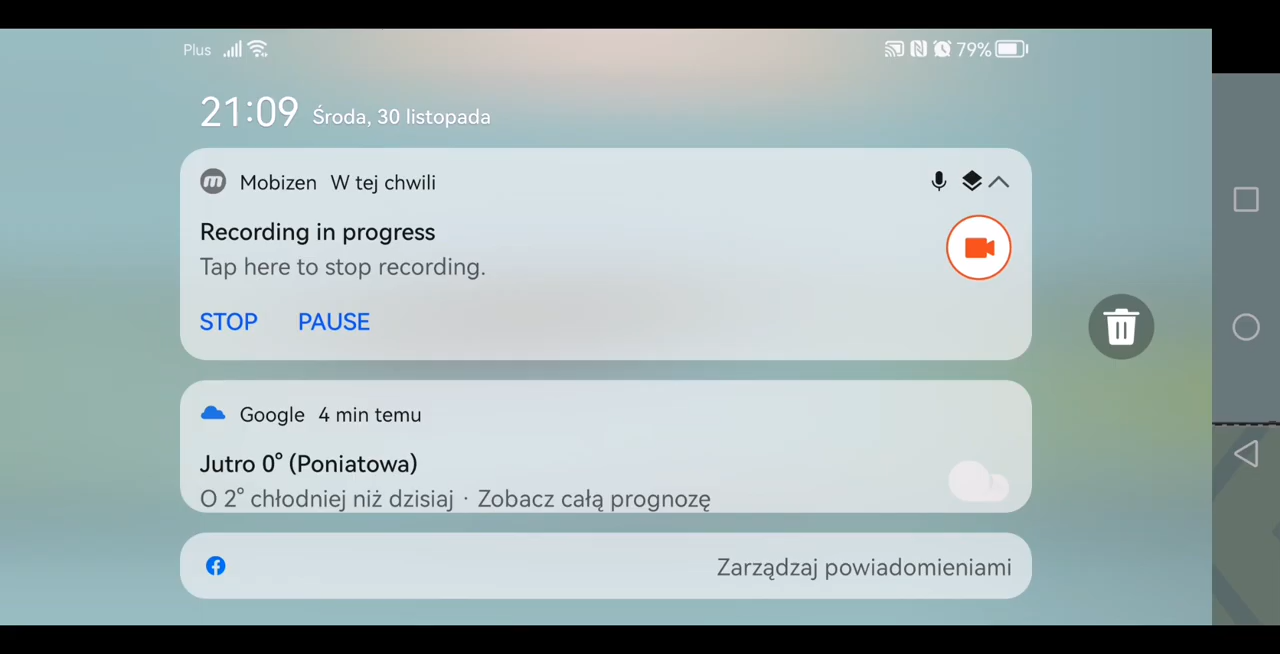 Plus 79%
21:09 Środa, 30 listopada
Mobizen W tej chwili
Recording in progress
Tap here to stop recording.
STOP PAUSE
Google 4 min temu
Jutro 0° (Poniatowa)
O 2° chłodniej niż dzisiaj · Zobacz całą prognozę
Zarządzaj powiadomieniami